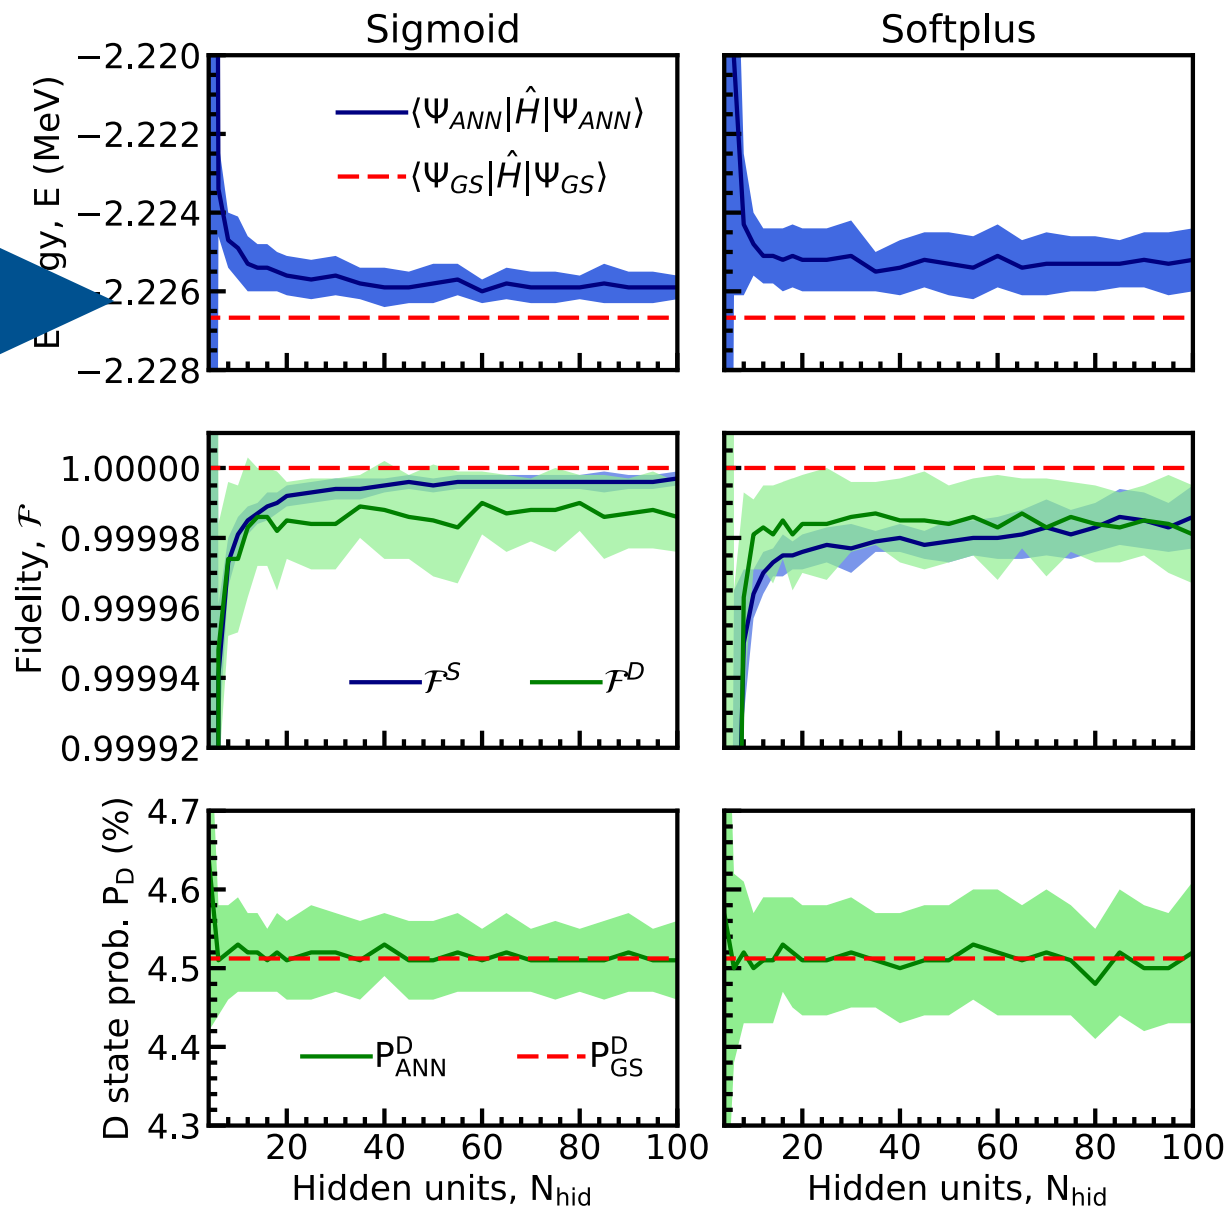 Sigmoid
Softplus
Energy, E (MeV)
−2.220
−2.222
−2.224
−2.226
−2.228
⟨Ψ_ANN|Ĥ|Ψ_ANN⟩
⟨Ψ_GS|Ĥ|Ψ_GS⟩
Fidelity, ℱ
1.00000
0.99998
0.99996
0.99994
0.99992
ℱ^S
ℱ^D
D state prob. P_D (%)
4.7
4.6
4.5
4.4
4.3
P^D_ANN
P^D_GS
20 40 60 80 100
20 40 60 80 100
Hidden units, N_hid
Hidden units, N_hid